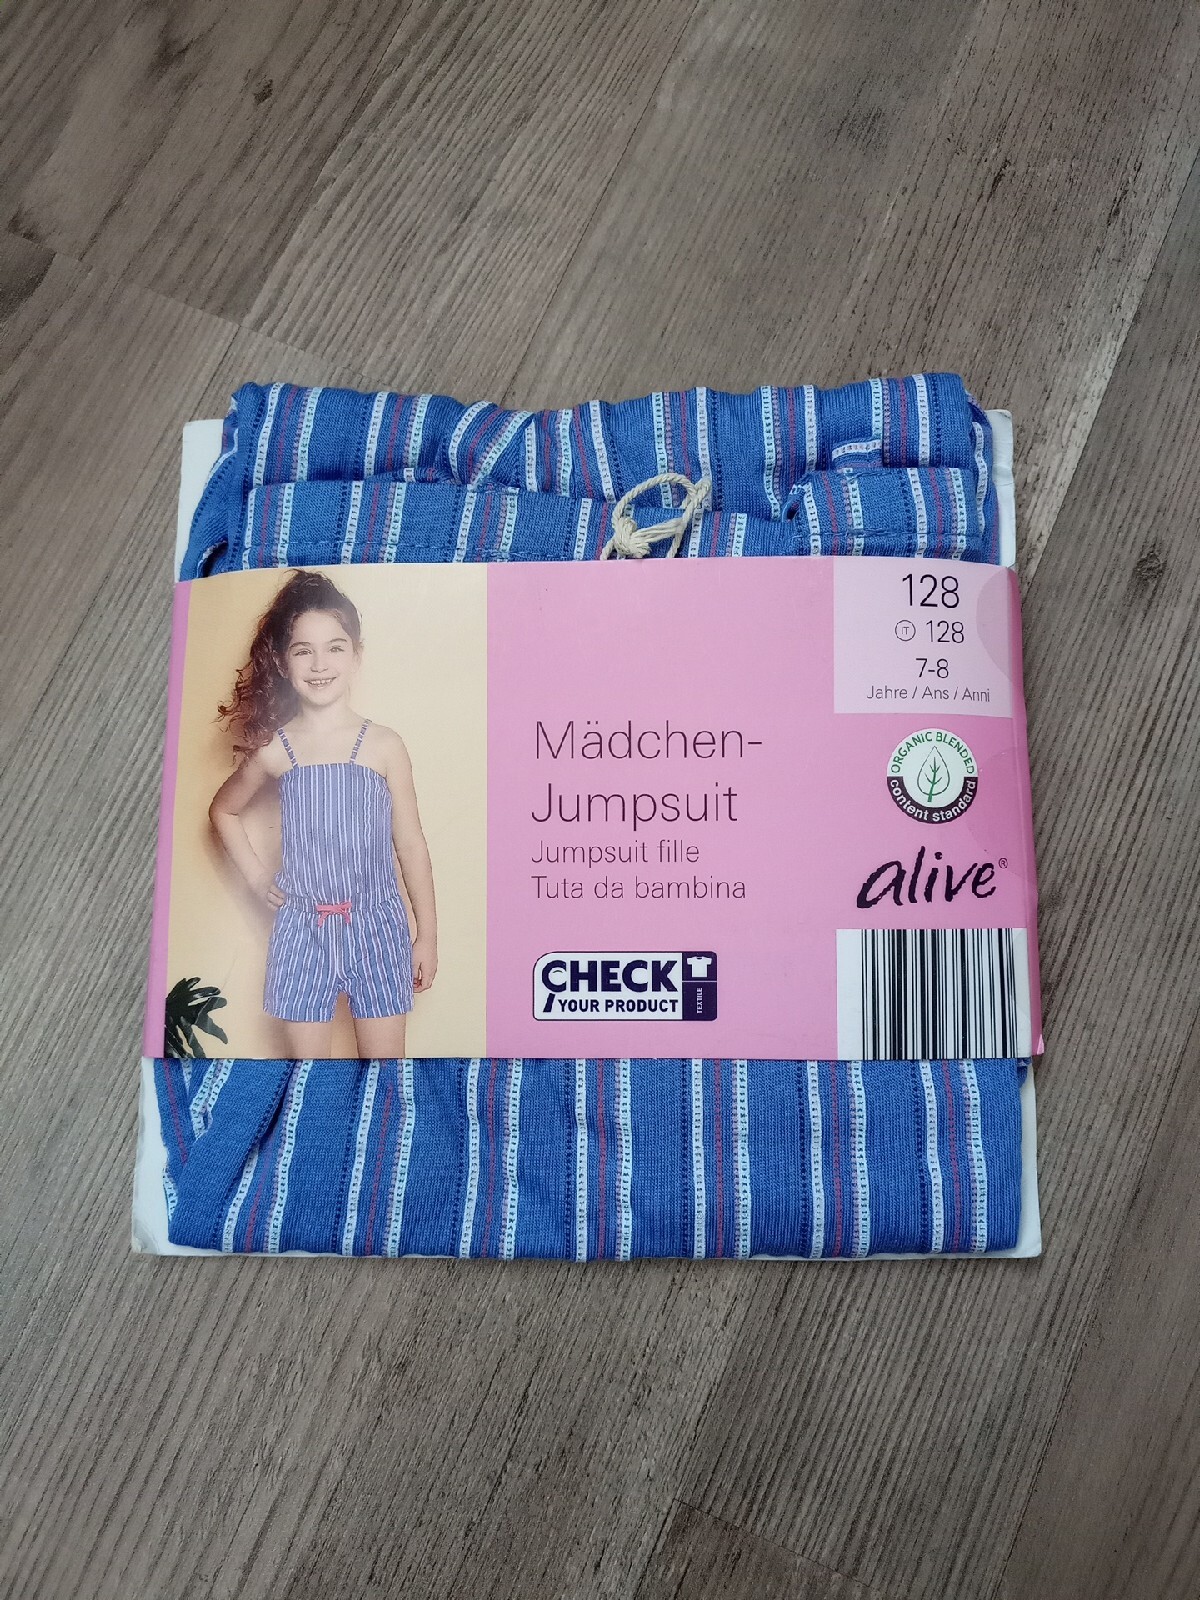 128
IT 128
7-8
Jahre / Ans / Anni
Mädchen-
Jumpsuit
Jumpsuit fille
Tuta da bambina
ORGANIC BLENDED
content standard
alive®
CHECK
YOUR PRODUCT
TEXTILE